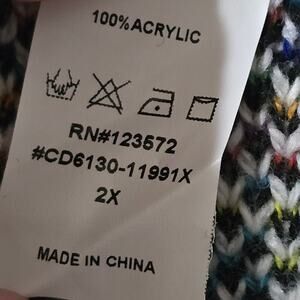 100% ACRYLIC
RN#123572
#CD6130-11991X
2X
MADE IN CHINA